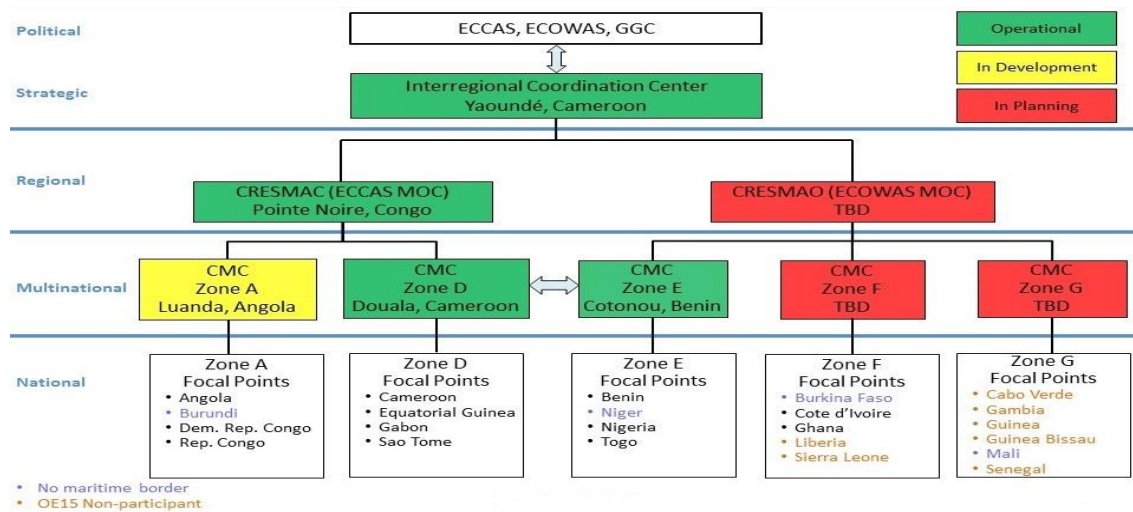 Political
ECCAS, ECOWAS, GGC
Operational
In Development
In Planning
Strategic
Interregional Coordination Center
Yaoundé, Cameroon
Regional
CRESMAC (ECCAS MOC)
Pointe Noire, Congo
CRESMAO (ECOWAS MOC)
TBD
Multinational
CMC
Zone A
Luanda, Angola
CMC
Zone D
Douala, Cameroon
CMC
Zone E
Cotonou, Benin
CMC
Zone F
TBD
CMC
Zone G
TBD
National
Zone A
Focal Points
• Angola
• Burundi
• Dem. Rep. Congo
• Rep. Congo
Zone D
Focal Points
• Cameroon
• Equatorial Guinea
• Gabon
• Sao Tome
Zone E
Focal Points
• Benin
• Niger
• Nigeria
• Togo
Zone F
Focal Points
• Burkina Faso
• Cote d'Ivoire
• Ghana
• Liberia
• Sierra Leone
Zone G
Focal Points
• Cabo Verde
• Gambia
• Guinea
• Guinea Bissau
• Mali
• Senegal
• No maritime border
• OE15 Non-participant